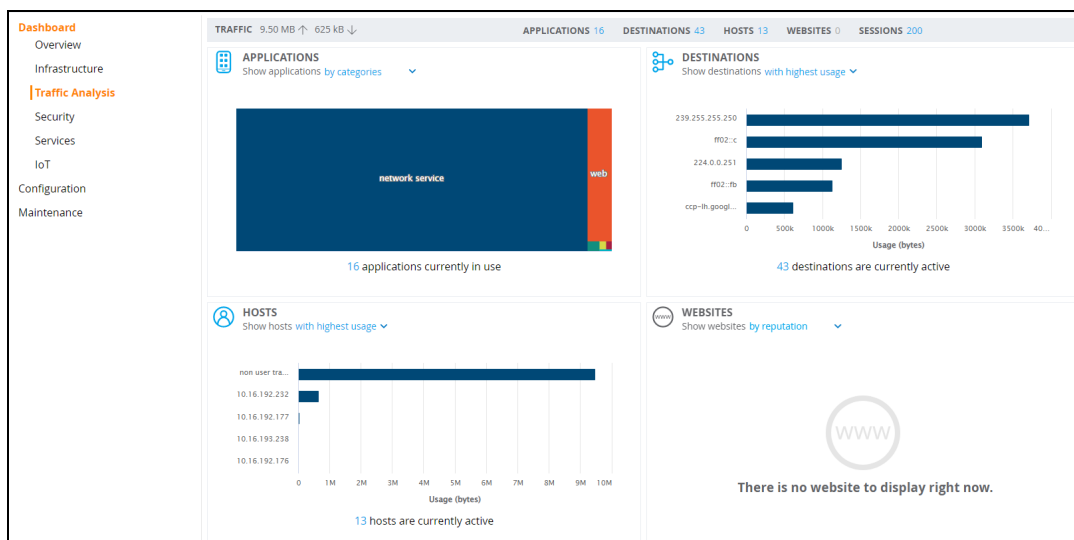 Dashboard
Overview
Infrastructure
Traffic Analysis
Security
Services
IoT
Configuration
Maintenance
TRAFFIC 9.50 MB ↑ 625 kB ↓
APPLICATIONS 16 DESTINATIONS 43 HOSTS 13 WEBSITES 0 SESSIONS 200
APPLICATIONS
Show applications by categories
network service
web
16 applications currently in use
DESTINATIONS
Show destinations with highest usage
239.255.255.250
ff02::c
224.0.0.251
ff02::fb
ccp-lh.googl...
0 500k 1000k 1500k 2000k 2500k 3000k 3500k 40...
Usage (bytes)
43 destinations are currently active
HOSTS
Show hosts with highest usage
non user tra...
10.16.192.232
10.16.192.177
10.16.193.238
10.16.192.176
0 1M 2M 3M 4M 5M 6M 7M 8M 9M 10M
Usage (bytes)
13 hosts are currently active
www
WEBSITES
Show websites by reputation
WWW
There is no website to display right now.